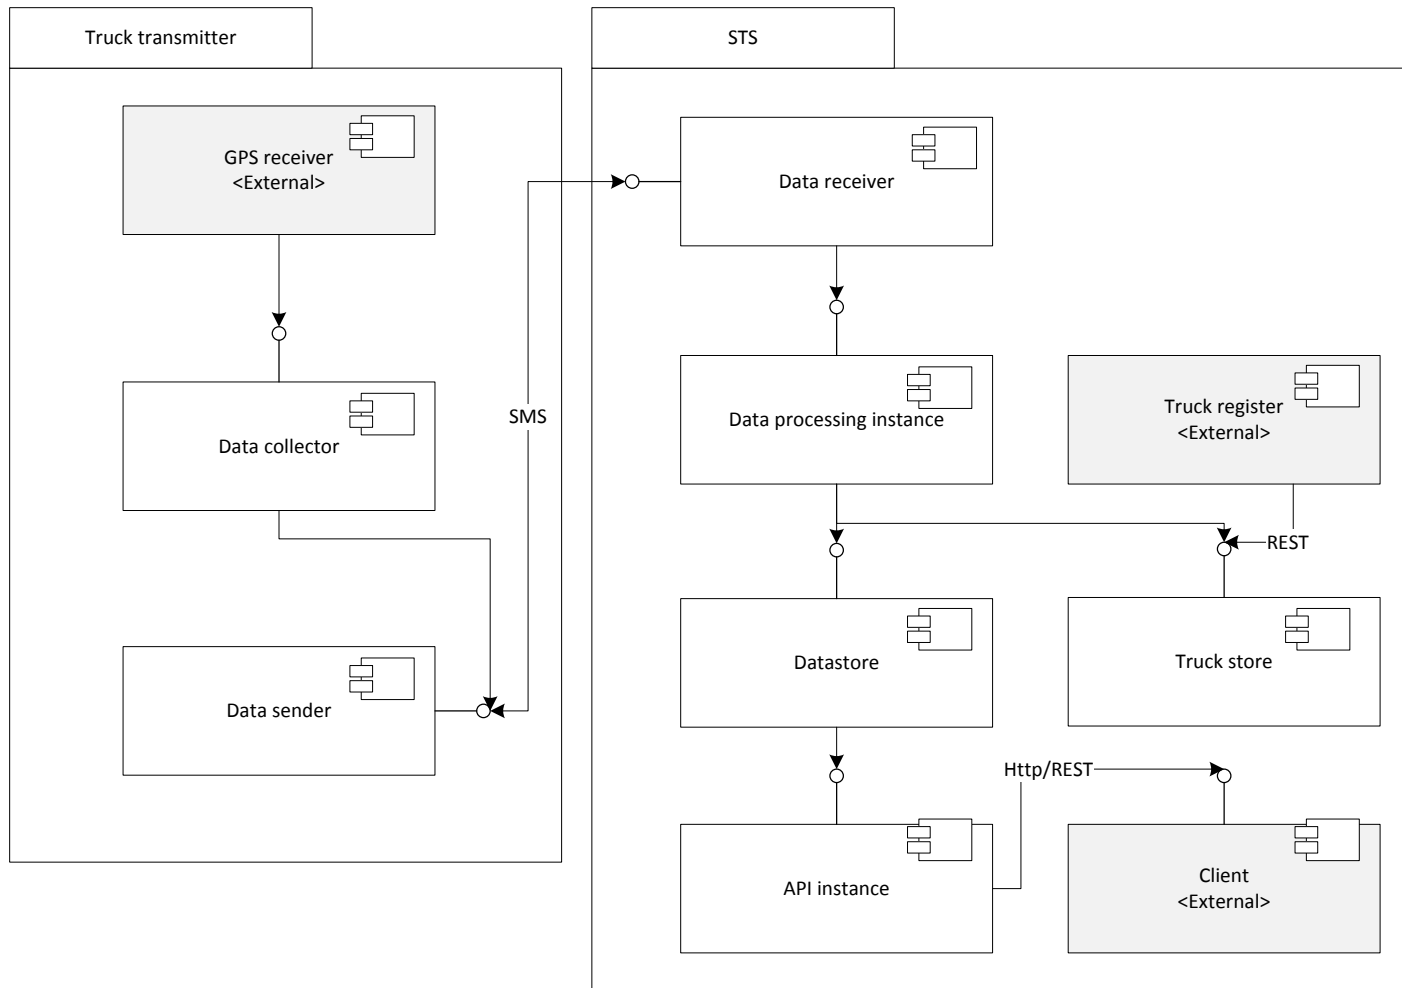 Truck transmitter
STS
GPS receiver
<External>
Data receiver
Data collector
SMS
Data processing instance
Truck register
<External>
REST
Data sender
Datastore
Truck store
Http/REST
API instance
Client
<External>